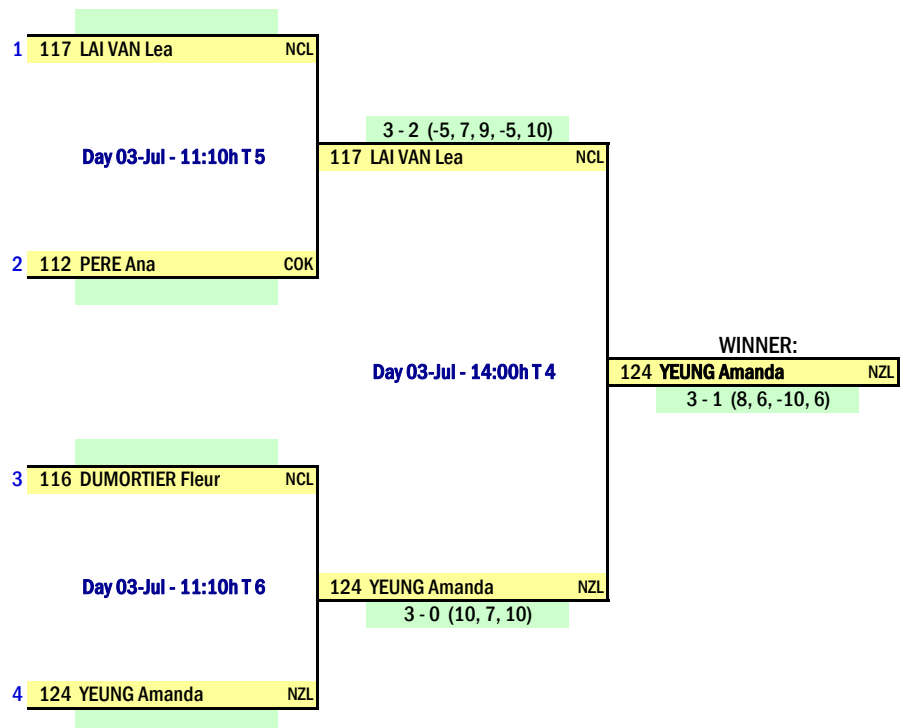 1 117 LAI VAN Lea NCL
3 - 2 (-5, 7, 9, -5, 10)
Day 03-Jul - 11:10h T 5
117 LAI VAN Lea NCL
2 112 PERE Ana COK
WINNER:
Day 03-Jul - 14:00h T 4
124 YEUNG Amanda NZL
3 - 1 (8, 6, -10, 6)
3 116 DUMORTIER Fleur NCL
Day 03-Jul - 11:10h T 6
124 YEUNG Amanda NZL
3 - 0 (10, 7, 10)
4 124 YEUNG Amanda NZL